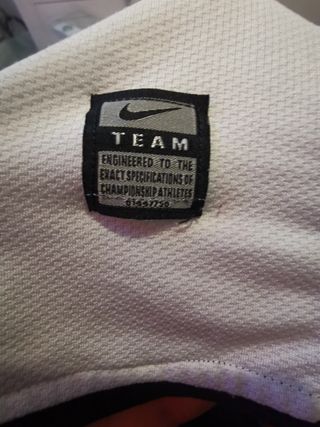 TEAM
ENGINEERED TO THE
EXACT SPECIFICATIONS OF
CHAMPIONSHIP ATHLETES